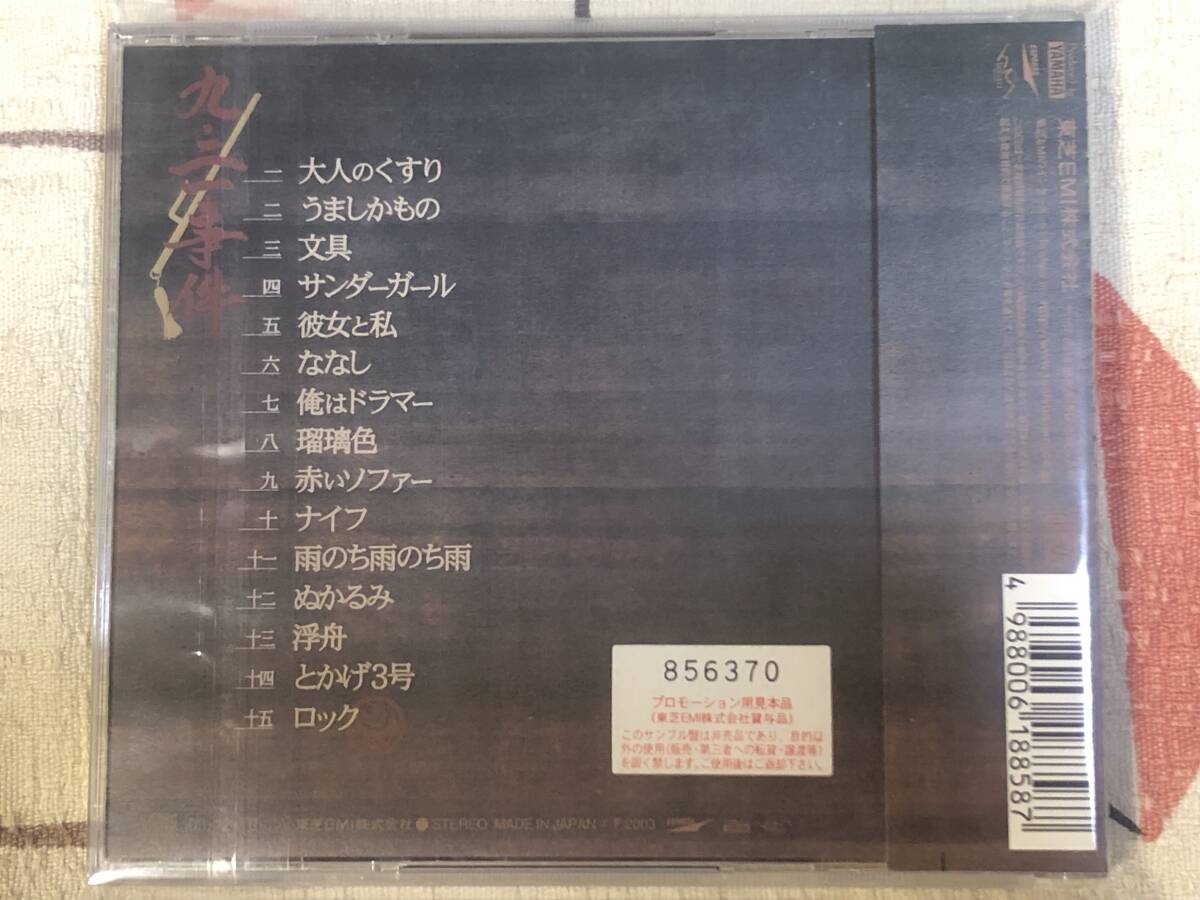 九・三一事件
一 大人のくすり
二 うましかもの
三 文具
四 サンダーガール
五 彼女と私
六 ななし
七 俺はドラマー
八 瑠璃色
九 赤いソファー
十 ナイフ
十一 雨のち雨のち雨
十二 ぬかるみ
十三 浮舟
十四 とかげ3号
十五 ロック
856370
プロモーション用見本品
(東芝EMI株式会社貸与品)
このサンプル盤は非売品であり、目的以
外の使用(販売・第三者への転貸・譲渡等)
を固く禁します。ご使用後はご返却下さい。
東芝EMI株式会社 ● STEREO MADE IN JAPAN 2003
YAMAHA
東芝EMI株式会社
4 988006 188587